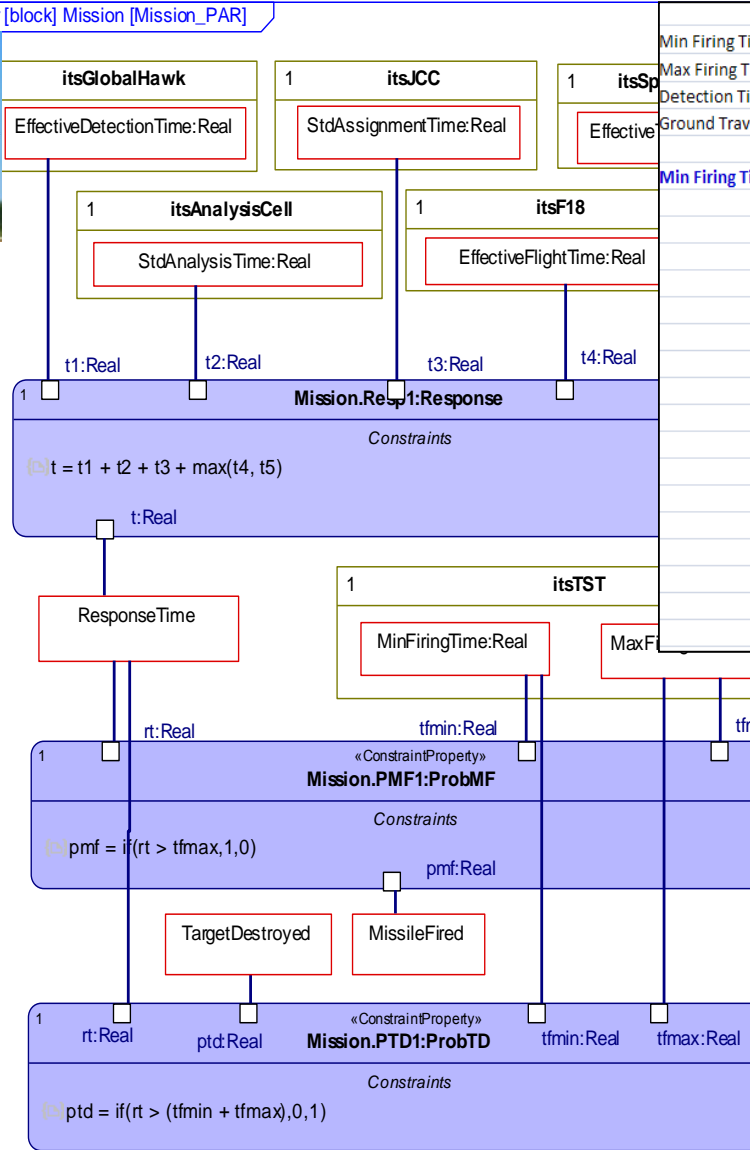 [block] Mission [Mission_PAR]
itsGlobalHawk
EffectiveDetectionTime:Real
1 itsJCC
StdAssignmentTime:Real
1 itsSp
Effective
1 itsAnalysisCell
StdAnalysisTime:Real
1 itsF18
EffectiveFlightTime:Real
Min Firing Ti
Max Firing T
Detection Ti
Ground Trav
Min Firing Ti
t1:Real
t2:Real
t3:Real
t4:Real
1 Mission.Resp1:Response
Constraints
t = t1 + t2 + t3 + max(t4, t5)
t:Real
ResponseTime
1 itsTST
MinFiringTime:Real
MaxFi
rt:Real
tfmin:Real
1 «ConstraintProperty»
Mission.PMF1:ProbMF
Constraints
pmf = if(rt > tfmax,1,0)
pmf:Real
TargetDestroyed
MissileFired
1 «ConstraintProperty»
rt:Real
ptd:Real
Mission.PTD1:ProbTD
tfmin:Real
tfmax:Real
Constraints
ptd = if(rt > (tfmin + tfmax),0,1)